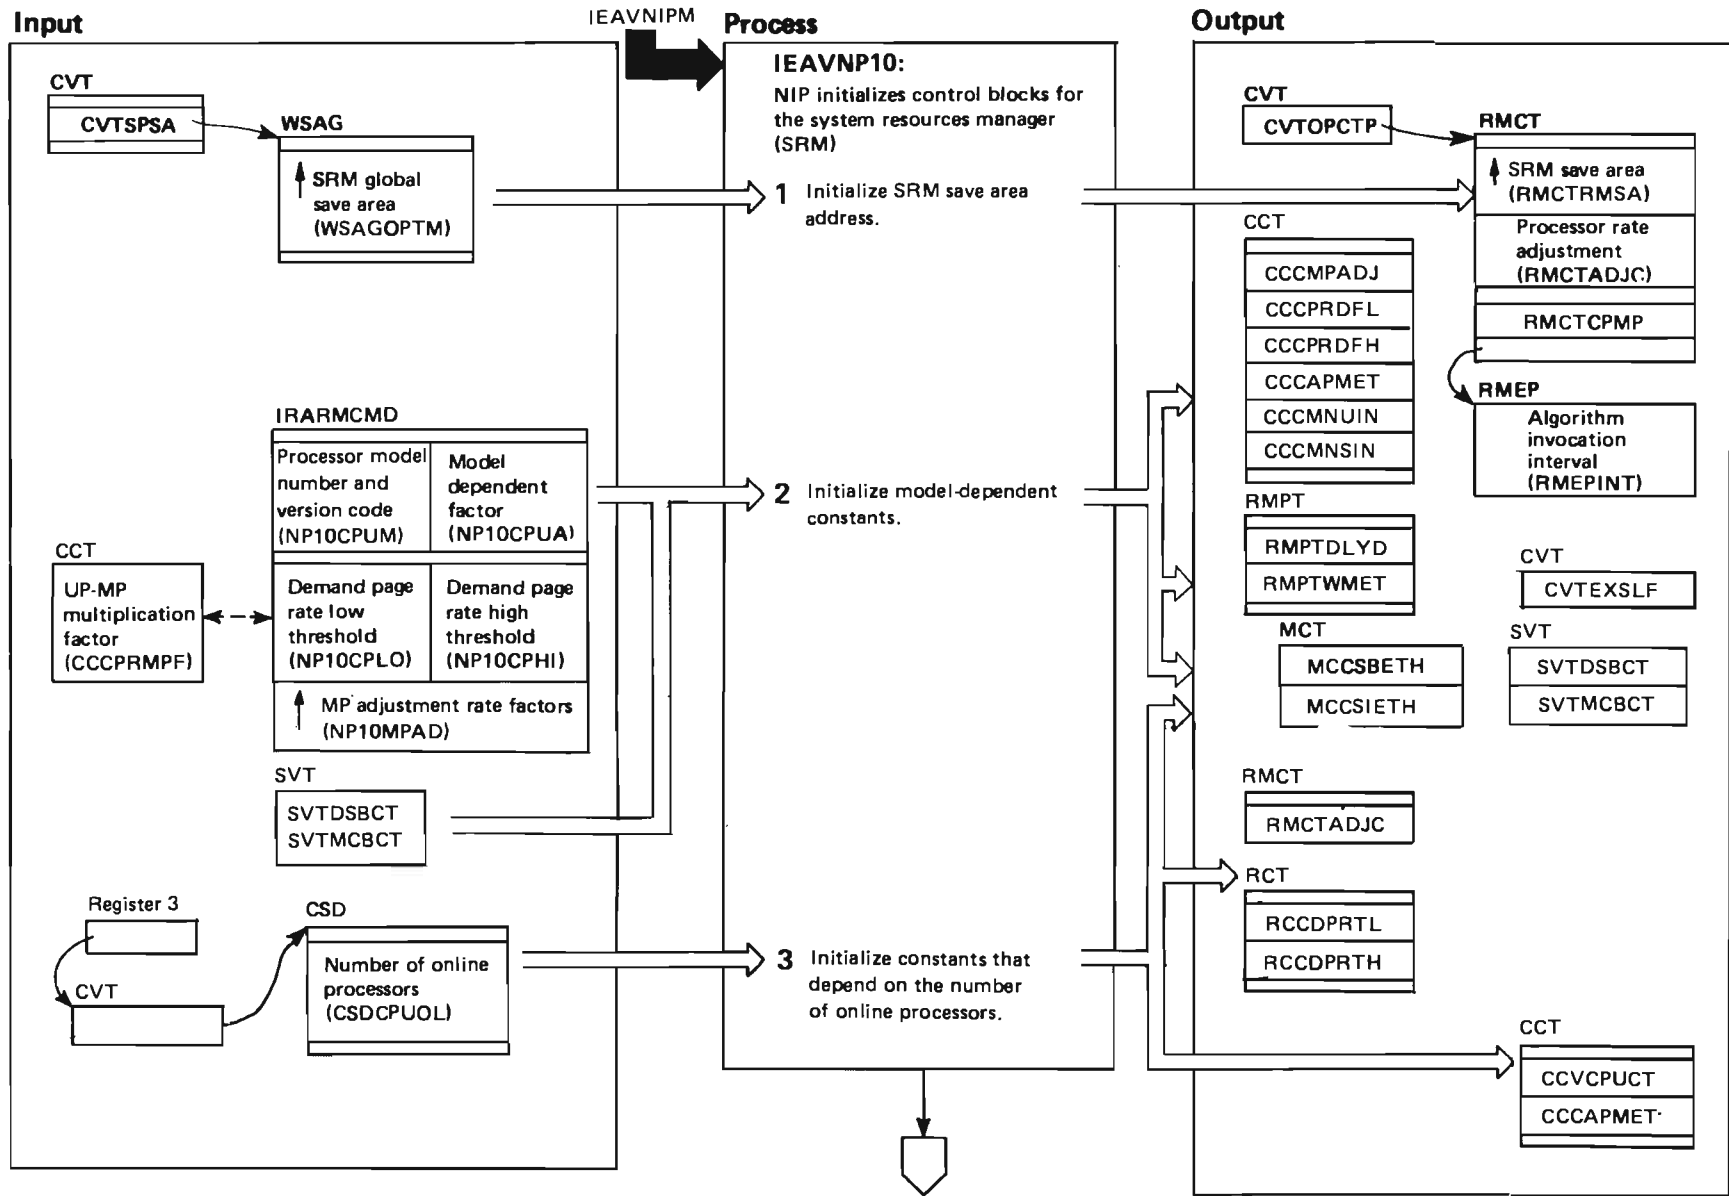 Input
IEAVNIPM
Process
Output
CVT
CVTSPSA
WSAG
SRM global
save area
(WSAGOPTM)
IRARMCMD
Processor model
number and
version code
(NP10CPUM)
Model
dependent
factor
(NP10CPUA)
CCT
UP-MP
multiplication
factor
(CCCPRMPF)
Demand page
rate low
threshold
(NP10CPLO)
Demand page
rate high
threshold
(NP10CPHI)
MP adjustment rate factors
(NP10MPAD)
SVT
SVTDSBCT
SVTMCBCT
Register 3
CVT
CSD
Number of online
processors
(CSDCPUOL)
IEAVNP10:
NIP initializes control blocks for
the system resources manager
(SRM)
1 Initialize SRM save area
address.
2 Initialize model-dependent
constants.
3 Initialize constants that
depend on the number
of online processors.
CVT
CVTOPCTP
RMCT
SRM save area
(RMCTRMSA)
Processor rate
adjustment
(RMCTADJC)
RMCTCPMP
RMEP
Algorithm
invocation
interval
(RMEPINT)
CCT
CCCMPADJ
CCCPRDFL
CCCPRDFH
CCCAPMET
CCCMNUIN
CCCMNSIN
RMPT
RMPTDLYD
RMPTWMET
CVT
CVTEXSLF
MCT
MCCSBETH
MCCSIETH
SVT
SVTDSBCT
SVTMCBCT
RMCT
RMCTADJC
RCT
RCCDPRTL
RCCDPRTH
CCT
CCVCPUCT
CCCAPMET